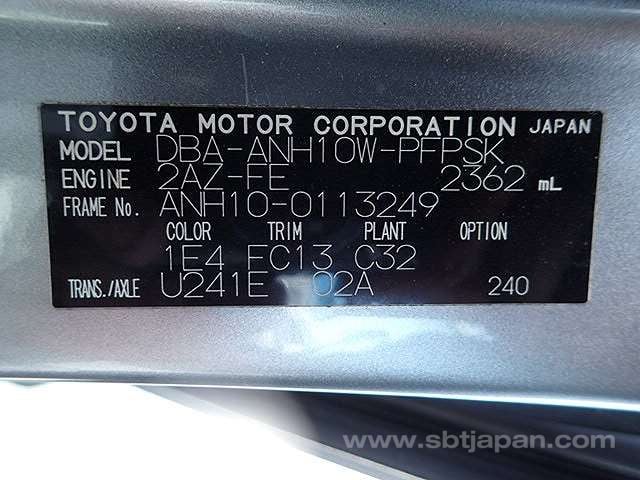 TOYOTA MOTOR CORPORATION JAPAN
MODEL DBA-ANH10W-PFPSK
ENGINE 2AZ-FE 2362 mL
FRAME No. ANH10-0113249
COLOR TRIM PLANT OPTION
1E4 FC13 C32
TRANS./AXLE U241E 02A 240
www.sbtjapan.com